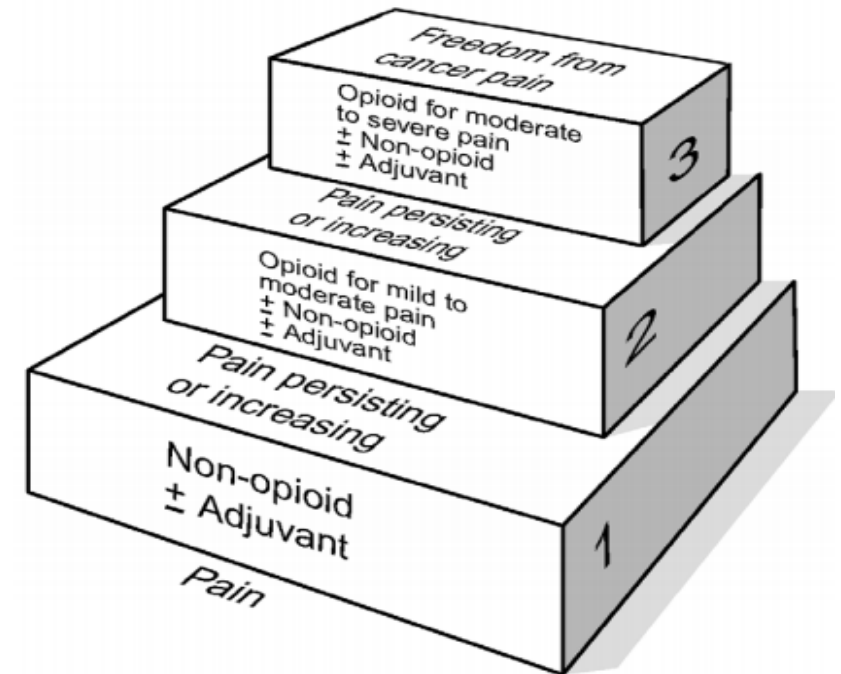 Freedom from
cancer pain
Opioid for moderate
to severe pain
± Non-opioid
± Adjuvant
3
Pain persisting
or increasing
Opioid for mild to
moderate pain
± Non-opioid
± Adjuvant
2
Pain persisting
or increasing
Non-opioid
± Adjuvant
1
Pain